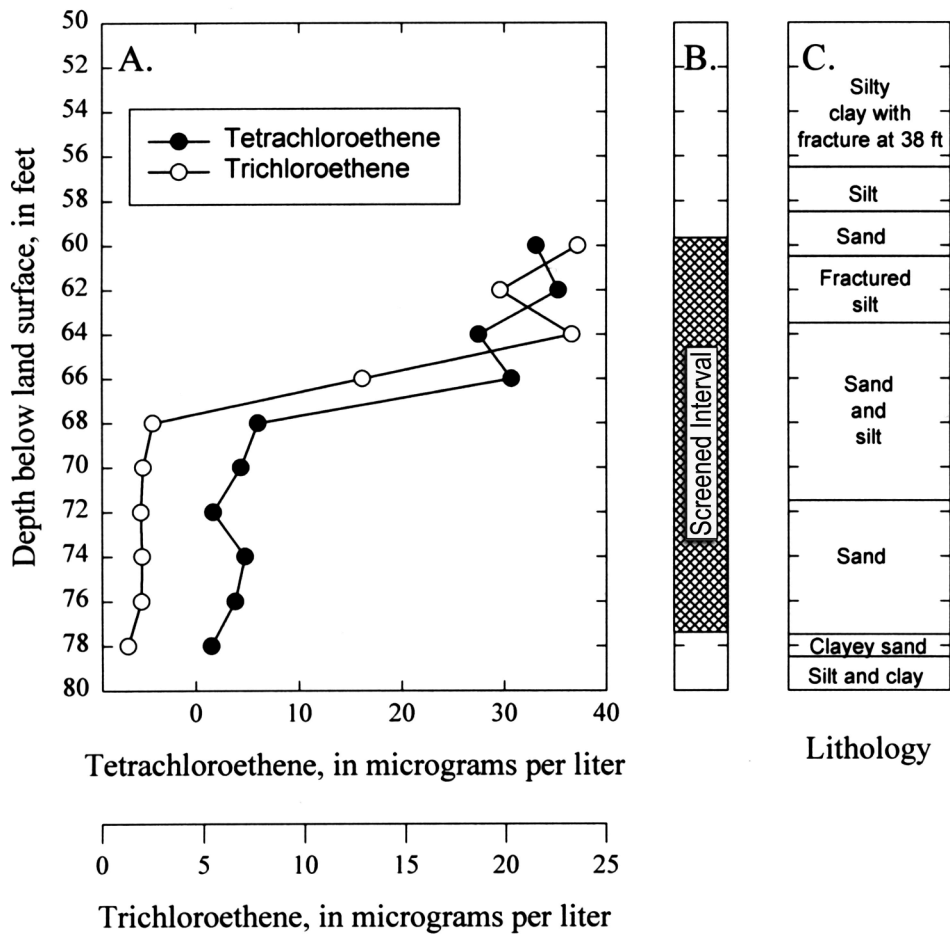 A.
Tetrachloroethene
Trichloroethene
Depth below land surface, in feet
50
52
54
56
58
60
62
64
66
68
70
72
74
76
78
80
0 10 20 30 40
Tetrachloroethene, in micrograms per liter
0 5 10 15 20 25
Trichloroethene, in micrograms per liter
B.
Screened Interval
C.
Silty
clay with
fracture at 38 ft
Silt
Sand
Fractured
silt
Sand
and
silt
Sand
Clayey sand
Silt and clay
Lithology